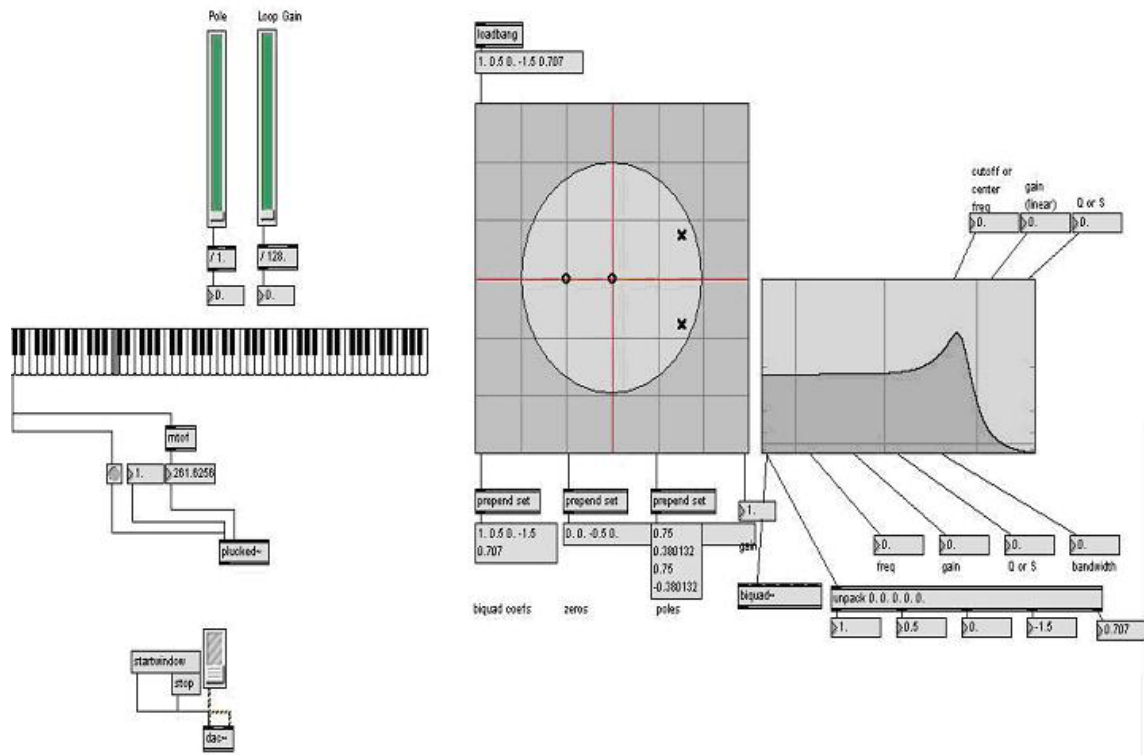 Pole
Loop Gain
/ 1.
/ 128.
0.
0.
mtof
1.
261.6256
plucked~
startwindow
stop
dac~
loadbang
1. 0.5 0. -1.5 0.707
prepend set
prepend set
prepend set
1. 0.5 0. -1.5
0.707
0. 0. -0.5 0.
0.75
0.380132
0.75
-0.380132
1.
gain
biquad coefs
zeros
poles
cutoff or
center
freq
gain
(linear)
Q or S
0.
0.
0.
0.
0.
0.
0.
freq
gain
Q or S
bandwidth
biquad~
unpack 0. 0. 0. 0. 0.
1.
0.5
0.
-1.5
0.707